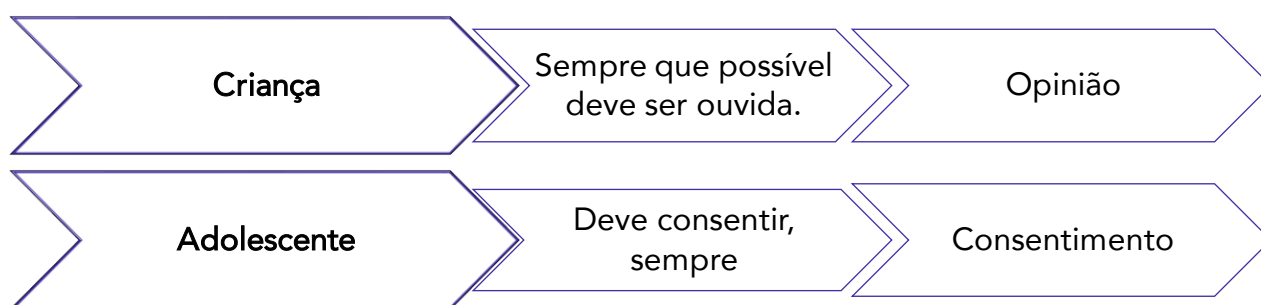 Criança
Sempre que possível
deve ser ouvida.
Opinião
Adolescente
Deve consentir,
sempre
Consentimento